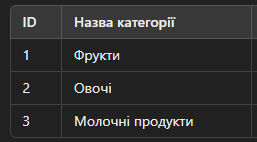 ID Назва категорії
1 Фрукти
2 Овочі
3 Молочні продукти